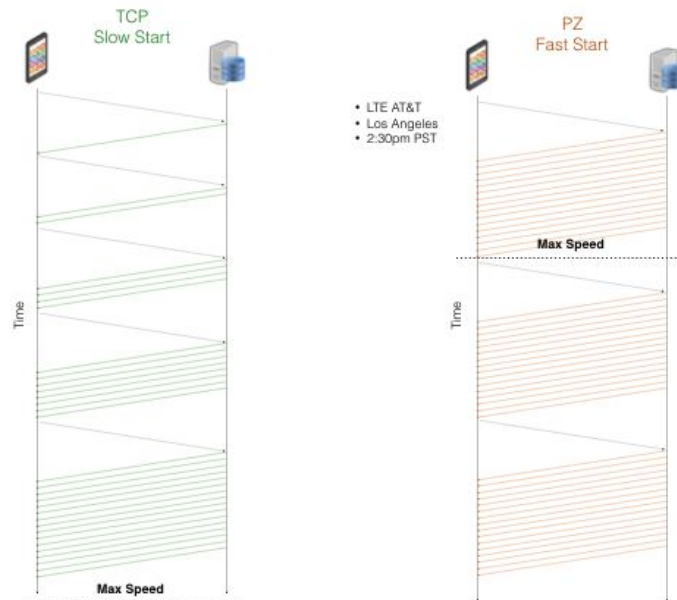 TCP
Slow Start
PZ
Fast Start
• LTE AT&T
• Los Angeles
• 2:30pm PST
Max Speed
Time
Time
Max Speed